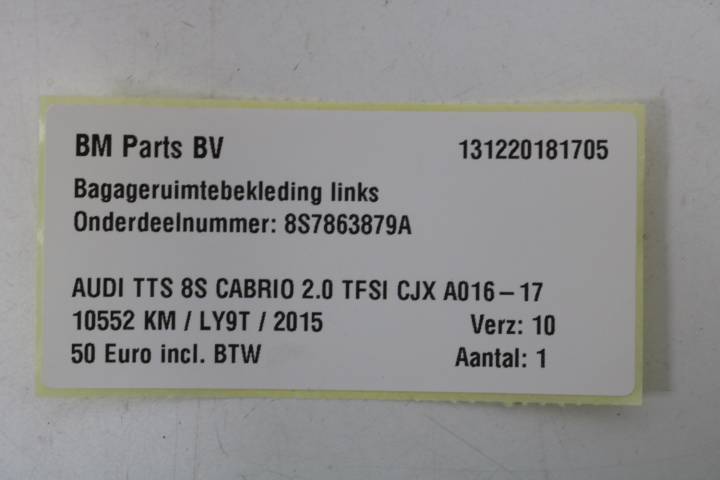 BM Parts BV 131220181705
Bagageruimtebekleding links
Onderdeelnummer: 8S7863879A
AUDI TTS 8S CABRIO 2.0 TFSI CJX A016-17
10552 KM / LY9T / 2015 Verz: 10
50 Euro incl. BTW Aantal: 1